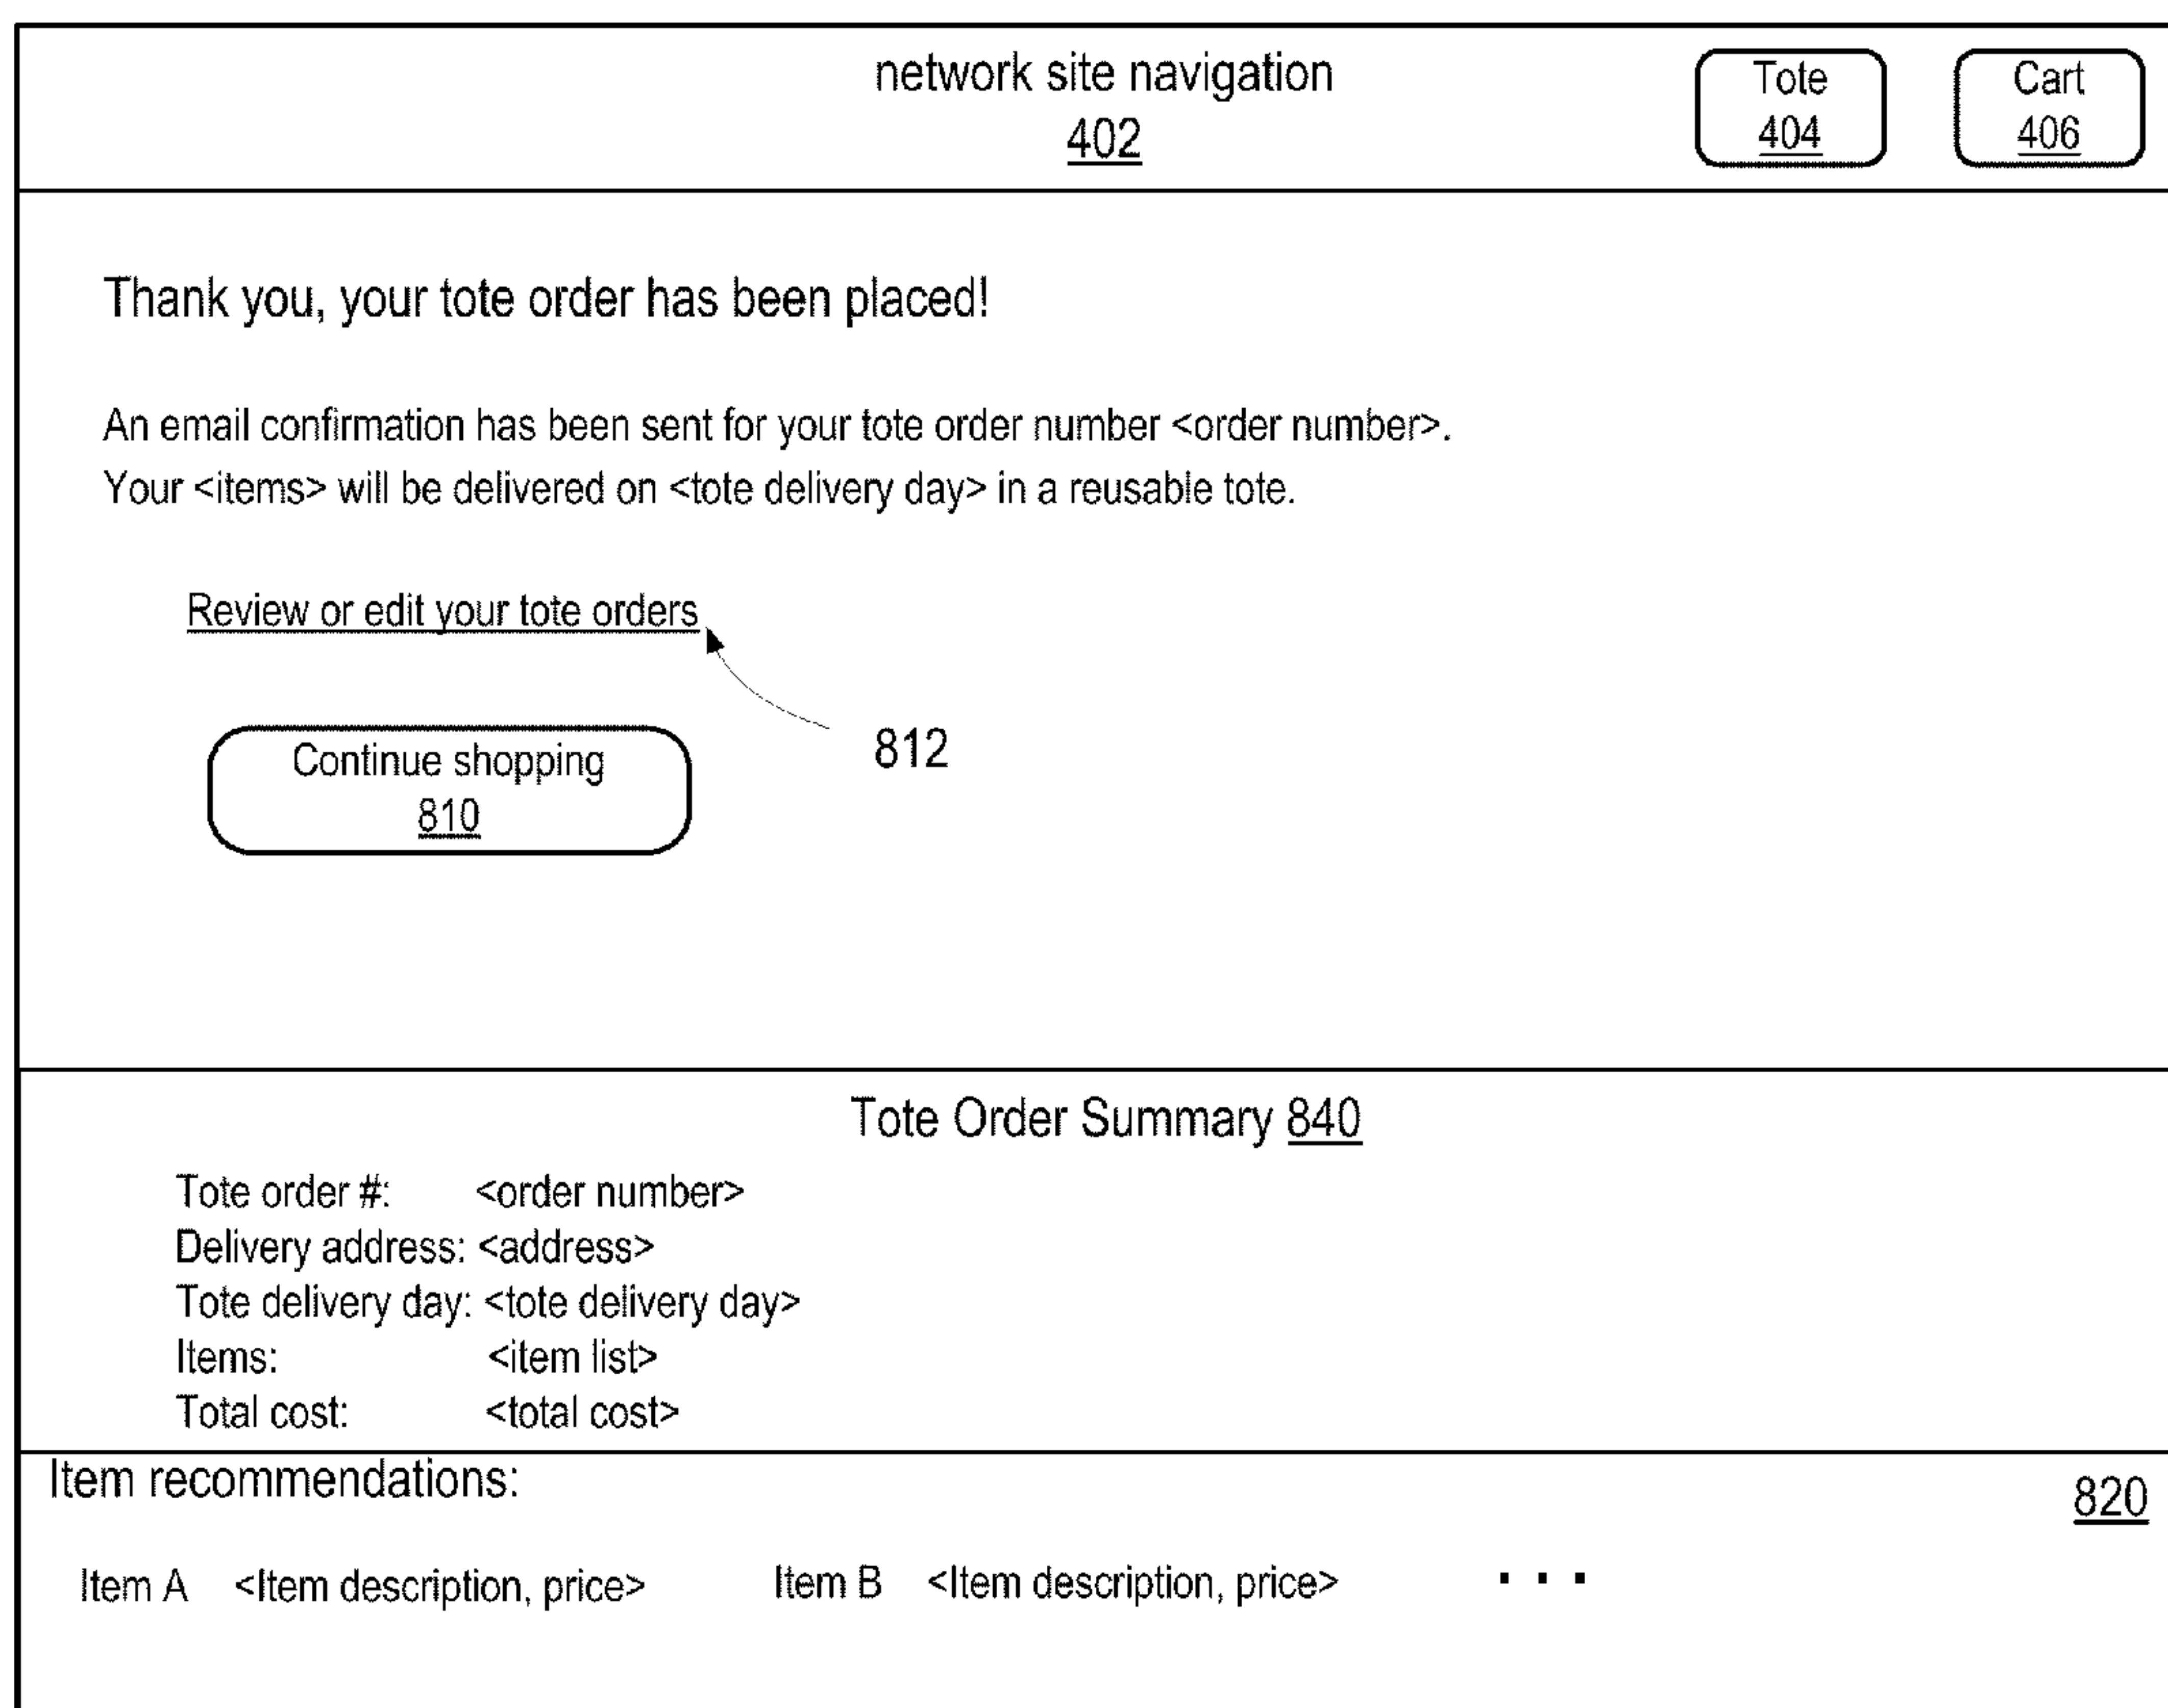 network site navigation
402
Tote
404
Cart
406
Thank you, your tote order has been placed!
An email confirmation has been sent for your tote order number <order number>.
Your <items> will be delivered on <tote delivery day> in a reusable tote.
Review or edit your tote orders
812
Continue shopping
810
Tote Order Summary 840
Tote order #: <order number>
Delivery address: <address>
Tote delivery day: <tote delivery day>
Items: <item list>
Total cost: <total cost>
Item recommendations:
820
Item A <Item description, price> Item B <Item description, price> . . .